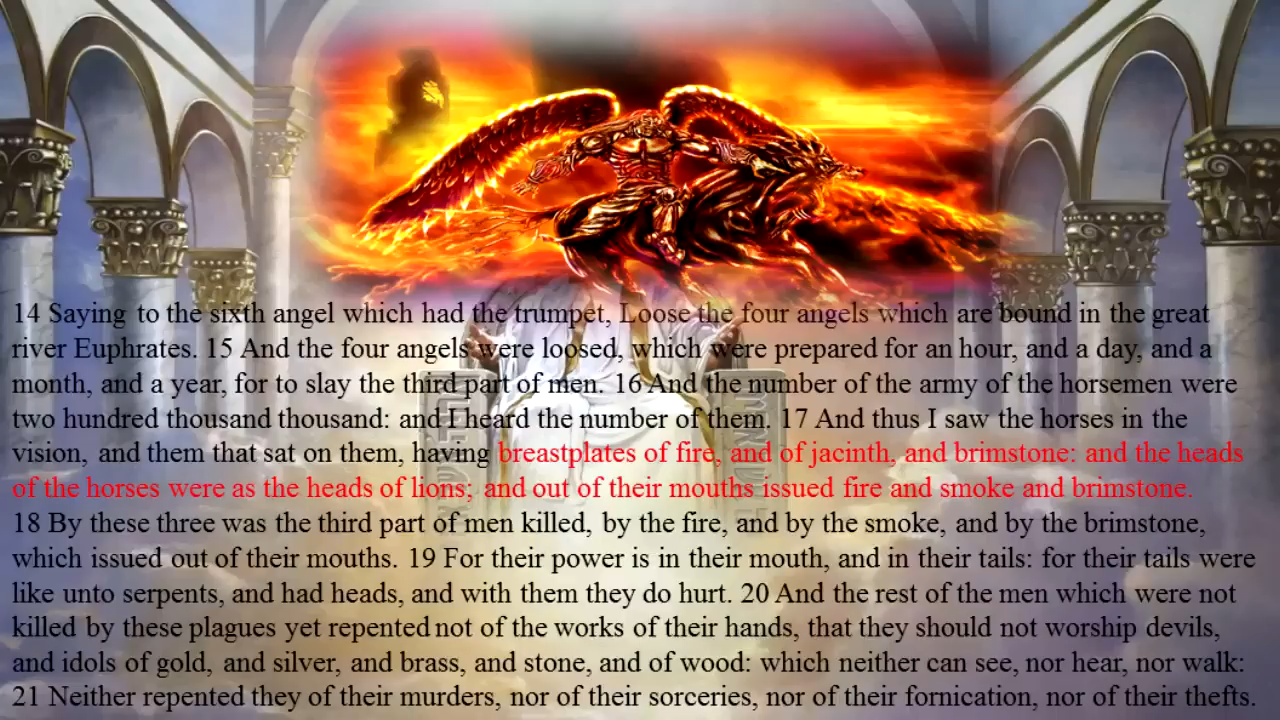 14 Saying to the sixth angel which had the trumpet, Loose the four angels which are bound in the great
river Euphrates. 15 And the four angels were loosed, which were prepared for an hour, and a day, and a
month, and a year, for to slay the third part of men. 16 And the number of the army of the horsemen were
two hundred thousand thousand: and I heard the number of them. 17 And thus I saw the horses in the
vision, and them that sat on them, having breastplates of fire, and of jacinth, and brimstone: and the heads
of the horses were as the heads of lions; and out of their mouths issued fire and smoke and brimstone.
18 By these three was the third part of men killed, by the fire, and by the smoke, and by the brimstone,
which issued out of their mouths. 19 For their power is in their mouth, and in their tails: for their tails were
like unto serpents, and had heads, and with them they do hurt. 20 And the rest of the men which were not
killed by these plagues yet repented not of the works of their hands, that they should not worship devils,
and idols of gold, and silver, and brass, and stone, and of wood: which neither can see, nor hear, nor walk:
21 Neither repented they of their murders, nor of their sorceries, nor of their fornication, nor of their thefts.